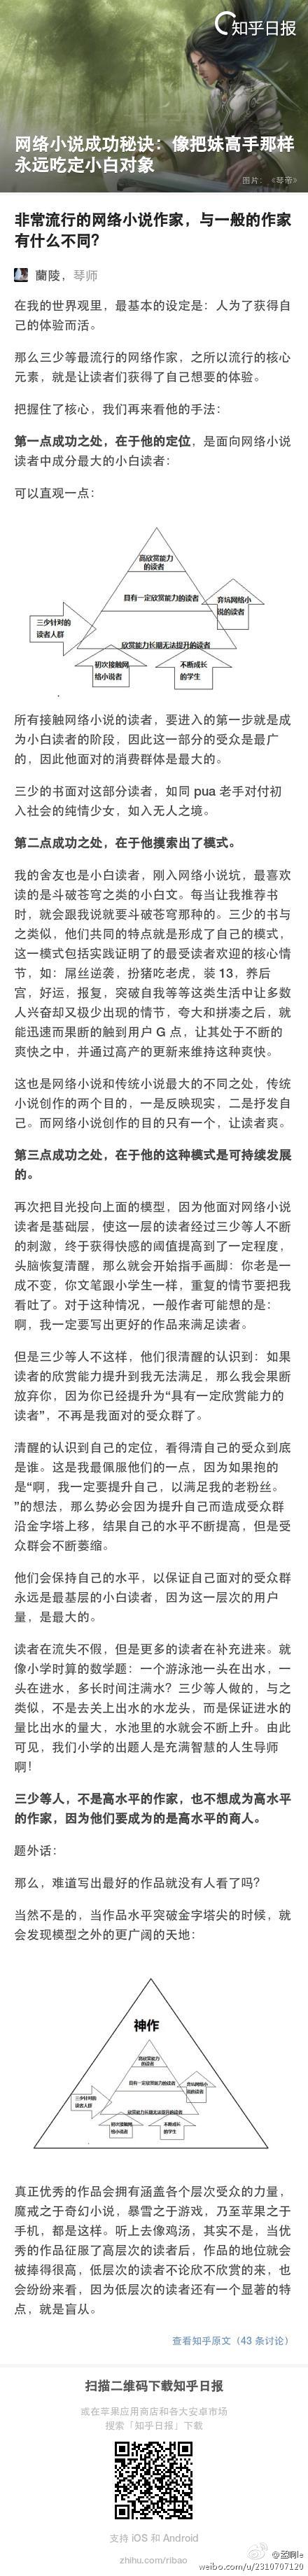 知乎日报
网络小说成功秘诀：像把妹高手那样
永远吃定小白对象
图片：《琴帝》
非常流行的网络小说作家，与一般的作家
有什么不同？
蘭陵，琴师
在我的世界观里，最基本的设定是：人为了获得自
己的体验而活。
那么三少等最流行的网络作家，之所以流行的核心
元素，就是让读者们获得了自己想要的体验。
把握住了核心，我们再来看他的手法：
第一点成功之处，在于他的定位，是面向网络小说
读者中成分最大的小白读者：
可以直观一点：
高欣赏能力
的读者
具有一定欣赏能力的读者
弃坑网络小
说的读者
三少针对的
读者人群
欣赏能力长期无法提升的读者
初次接触网
络小说者
不断成长
的学生
所有接触网络小说的读者，要进入的第一步就是成
为小白读者的阶段，因此这一部分的受众是最广
的，因此他面对的消费群体是最大的。
三少的书面对这部分读者，如同 pua 老手对付初
入社会的纯情少女，如入无人之境。
第二点成功之处，在于他摸索出了模式。
我的舍友也是小白读者，刚入网络小说坑，最喜欢
读的是斗破苍穹之类的小白文。每当让我推荐书
时，就会跟我说就要斗破苍穹那种的。三少的书与
之类似，他们共同的特点就是形成了自己的模式，
这一模式包括实践证明了的最受读者欢迎的核心情
节，如：屌丝逆袭，扮猪吃老虎，装 13，养后
宫，好运，报复，突破自我等等这类生活中让多数
人兴奋却又极少出现的情节，夸大和拼凑之后，就
能迅速而果断的触到用户 G 点，让其处于不断的
爽快之中，并通过高产的更新来维持这种爽快。
这也是网络小说和传统小说最大的不同之处，传统
小说创作的两个目的，一是反映现实，二是抒发自
己。而网络小说创作的目的只有一个，让读者爽。
第三点成功之处，在于他的这种模式是可持续发展
的。
再次把目光投向上面的模型，因为他面对网络小说
读者是基础层，使这一层的读者经过三少等人不断
的刺激，终于获得快感的阈值提高到了一定程度，
头脑恢复清醒，那么就会开始指手画脚：你老是一
成不变，你文笔跟小学生一样，重复的情节要把我
看吐了。对于这种情况，一般作者可能想的是：
啊，我一定要写出更好的作品来满足读者。
但是三少等人不这样，他们很清醒的认识到：如果
读者的欣赏能力提升到我无法满足，那么我会果断
放弃你，因为你已经提升为“具有一定欣赏能力的
读者”，不再是我面对的受众群了。
清醒的认识到自己的定位，看得清自己的受众到底
是谁。这是我最佩服他们的一点，因为如果抱的
是“啊，我一定要提升自己，以满足我的老粉丝。
”的想法，那么势必会因为提升自己而造成受众群
沿金字塔上移，结果自己的水平不断提高，但是受
众群会不断萎缩。
他们会保持自己的水平，以保证自己面对的受众群
永远是最基层的小白读者，因为这一层次的用户
量，是最大的。
读者在流失不假，但是更多的读者在补充进来。就
像小学时算的数学题：一个游泳池一头在出水，一
头在进水，多长时间注满水？三少等人做的，与之
类似，不是去关上出水的水龙头，而是保证进水的
量比出水的量大，水池里的水就会不断上升。由此
可见，我们小学的出题人是充满智慧的人生导师
啊！
三少等人，不是高水平的作家，也不想成为高水平
的作家，因为他们要成为的是高水平的商人。
题外话：
那么，难道写出最好的作品就没有人看了吗？
当然不是的，当作品水平突破金字塔尖的时候，就
会发现模型之外的更广阔的天地：
神作
高欣赏能力
的读者
具有一定欣赏能力的读者
弃坑网络小
说的读者
三少针对的
读者人群
欣赏能力长期无法提升的读者
初次接触网
络小说者
不断成长
的学生
真正优秀的作品会拥有涵盖各个层次受众的力量，
魔戒之于奇幻小说，暴雪之于游戏，乃至苹果之于
手机，都是这样。听上去像鸡汤，其实不是，当优
秀的作品征服了高层次的读者后，作品的地位就会
被捧得很高，低层次的读者不论欣不欣赏的来，也
会纷纷来看，因为低层次的读者还有一个显著的特
点，就是盲从。
查看知乎原文（43 条讨论）
扫描二维码下载知乎日报
或在苹果应用商店和各大安卓市场
搜索「知乎日报」下载
支持 iOS 和 Android
zhihu.com/ribao
weibo.com/u/2310707120